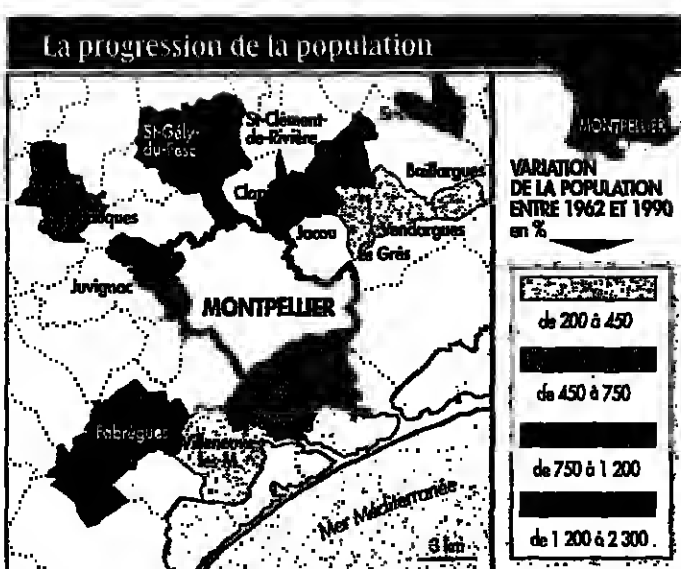 La progression de la population
MONTPELLIER
VARIATION
DE LA POPULATION
ENTRE 1962 ET 1990
en %
de 200 à 450
de 450 à 750
de 750 à 1 200
de 1 200 à 2 300
St-Gély-
du-Fesc
St-Clément-
de-Rivière
Clap
Baillargues
Jacou
Vendargues
Grès
Juvignac
MONTPELLIER
Fabrègues
Villeneuve-
Mer Méditerranée
3 km